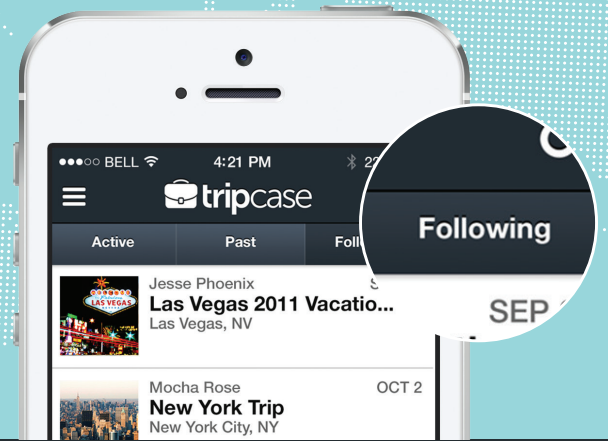 BELL 4:21 PM
tripcase
Active Past Following
Jesse Phoenix SEP
Las Vegas 2011 Vacatio...
Las Vegas, NV
Mocha Rose OCT 2
New York Trip
New York City, NY